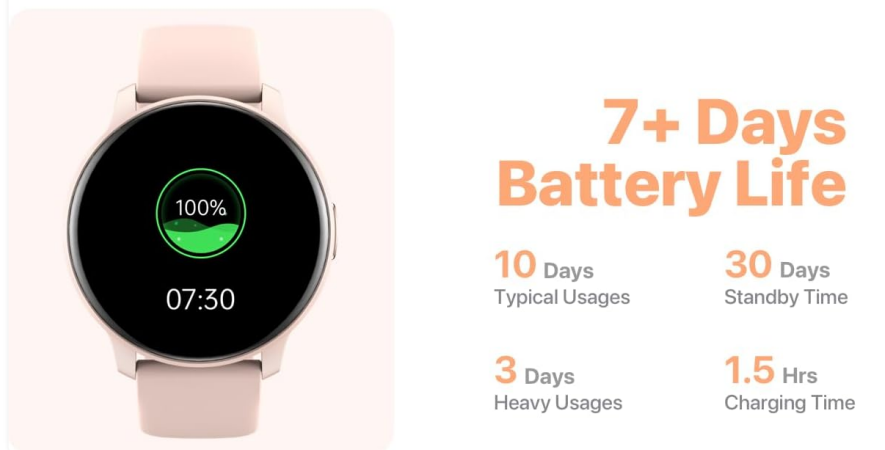 100%
07:30
7+ Days
Battery Life
10 Days
Typical Usages
30 Days
Standby Time
3 Days
Heavy Usages
1.5 Hrs
Charging Time